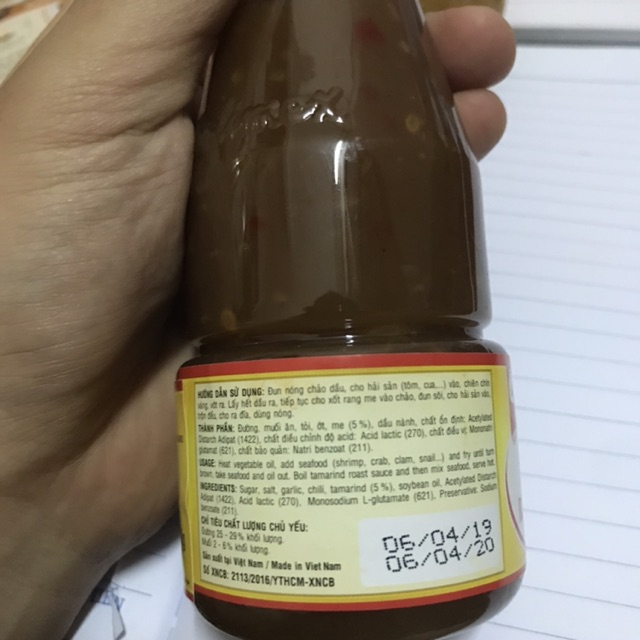 HƯỚNG DẪN SỬ DỤNG: Đun nóng chảo dầu, cho hải sản (tôm, cua,...) vào, chiên chín
vàng, vớt ra. Lấy hết dầu ra, tiếp tục cho xốt rang me vào chảo, đun sôi, cho hải sản vào,
trộn đều, cho ra đĩa, dùng nóng.
THÀNH PHẦN: Đường, muối ăn, tỏi, ớt, me (5 %), dầu nành, chất ổn định: Acetylated
Distarch Adipat (1422), chất điều chỉnh độ acid: Acid lactic (270), chất điều vị: Mononatri
glutamat (621), chất bảo quản: Natri benzoat (211).
USAGE: Heat vegetable oil, add seafood (shrimp, crab, clam, snail...) and fry until turn
brown, take seafood and oil out. Boil tamarind roast sauce and then mix seafood, serve hot.
INGREDIENTS: Sugar, salt, garlic, chili, tamarind (5 %), soybean oil, Acetylated Distarch
Adipate (1422), Acid lactic (270), Monosodium L-glutamate (621), Preservative: Sodium
benzoate (211).
CHỈ TIÊU CHẤT LƯỢNG CHỦ YẾU:
Đường 25 - 29 % khối lượng.
Muối 2 - 6% khối lượng.
Sản xuất tại Việt Nam / Made in Viet Nam
Số XNCB: 2113/2016/YTHCM-XNCB
06/04/19
06/04/20